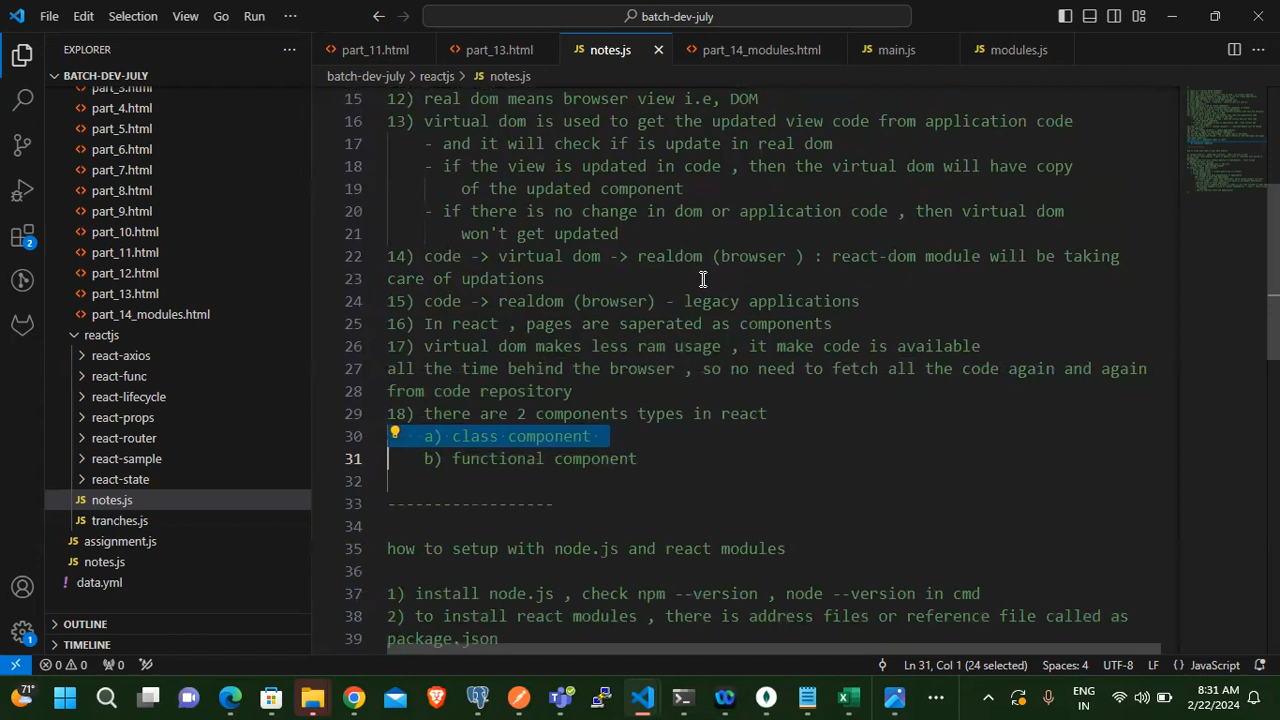 File Edit Selection View Go Run ··· batch-dev-july
EXPLORER ···
BATCH-DEV-JULY
part_3.html
part_4.html
part_5.html
part_6.html
part_7.html
part_8.html
part_9.html
part_10.html
part_11.html
part_12.html
part_13.html
part_14_modules.html
reactjs
react-axios
react-func
react-lifecycle
react-props
react-router
react-sample
react-state
JS notes.js
JS tranches.js
JS assignment.js
JS notes.js
! data.yml
OUTLINE
TIMELINE
2
1
part_11.html part_13.html JS notes.js part_14_modules.html JS main.js JS modules.js
batch-dev-july > reactjs > JS notes.js
15 12) real dom means browser view i.e, DOM
16 13) virtual dom is used to get the updated view code from application code
17 - and it will check if is update in real dom
18 - if the view is updated in code , then the virtual dom will have copy
19 of the updated component
20 - if there is no change in dom or application code , then virtual dom
21 won't get updated
22 14) code -> virtual dom -> realdom (browser ) : react-dom module will be taking
23 care of updations
24 15) code -> realdom (browser) - legacy applications
25 16) In react , pages are saperated as components
26 17) virtual dom makes less ram usage , it make code is available
27 all the time behind the browser , so no need to fetch all the code again and again
28 from code repository
29 18) there are 2 components types in react
30 a) class component
31 b) functional component
32
33 ------------------
34
35 how to setup with node.js and react modules
36
37 1) install node.js , check npm --version , node --version in cmd
38 2) to install react modules , there is address files or reference file called as
39 package.json
0 0 0 Ln 31, Col 1 (24 selected) Spaces: 4 UTF-8 LF JavaScript
71° ENG IN 8:31 AM 2/22/2024